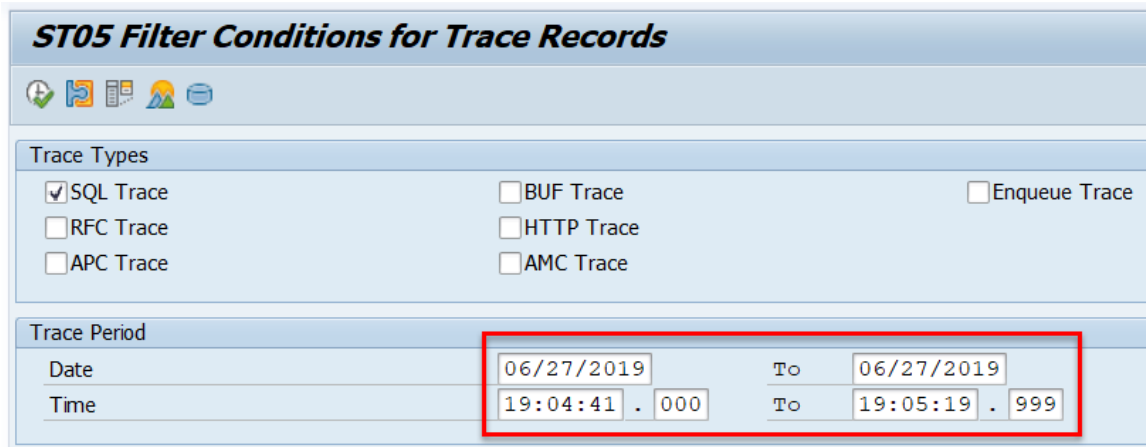 ST05 Filter Conditions for Trace Records
Trace Types
SQL Trace BUF Trace Enqueue Trace
RFC Trace HTTP Trace
APC Trace AMC Trace
Trace Period
Date 06/27/2019 To 06/27/2019
Time 19:04:41 . 000 To 19:05:19 . 999